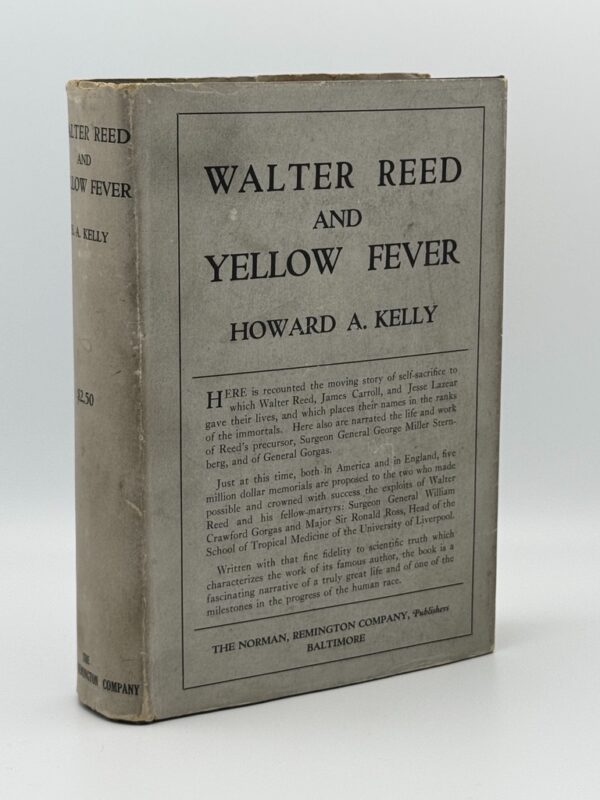 ALTER REED
AND
LOW FEVER
A. KELLY
$2.50
THE
REMINGTON COMPANY
WALTER REED
AND
YELLOW FEVER
HOWARD A. KELLY
HERE is recounted the moving story of self-sacrifice to
which Walter Reed, James Carroll, and Jesse Lazear
gave their lives, and which places their names in the ranks
of the immortals. Here also are narrated the life and work
of Reed's precursor, Surgeon General George Miller Stern-
berg, and of General Gorgas.
Just at this time, both in America and in England, five
million dollar memorials are proposed to the two who made
possible and crowned with success the exploits of Walter
Reed and his fellow-martyrs: Surgeon General William
Crawford Gorgas and Major Sir Ronald Ross, Head of the
School of Tropical Medicine of the University of Liverpool.
Written with that fine fidelity to scientific truth which
characterizes the work of its famous author, the book is a
fascinating narrative of a truly great life and of one of the
milestones in the progress of the human race.
THE NORMAN, REMINGTON COMPANY, Publishers
BALTIMORE